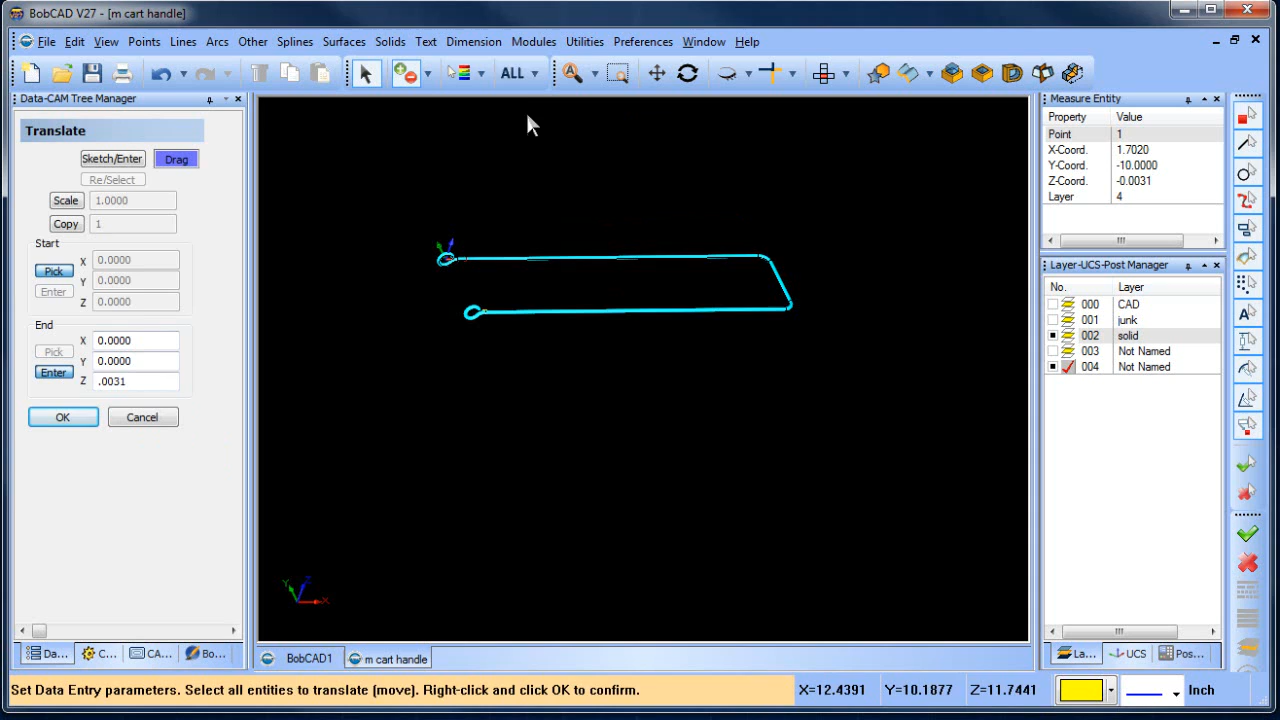 BobCAD V27 - [m cart handle]
File Edit View Points Lines Arcs Other Splines Surfaces Solids Text Dimension Modules Utilities Preferences Window Help
ALL
Data-CAM Tree Manager
Translate
Sketch/Enter Drag
Re/Select
Scale 1.0000
Copy 1
Start
Pick X 0.0000
Y 0.0000
Enter Z 0.0000
End
X 0.0000
Pick Y 0.0000
Enter Z .0031
OK Cancel
Da... C... CA... Bo...
Y Z X
BobCAD1 m cart handle
Measure Entity
Property Value
Point 1
X-Coord. 1.7020
Y-Coord. -10.0000
Z-Coord. -0.0031
Layer 4
Layer-UCS-Post Manager
No. Layer
000 CAD
001 junk
002 solid
003 Not Named
004 Not Named
La... UCS Pos...
A
Set Data Entry parameters. Select all entities to translate (move). Right-click and click OK to confirm. X=12.4391 Y=10.1877 Z=11.7441 Inch